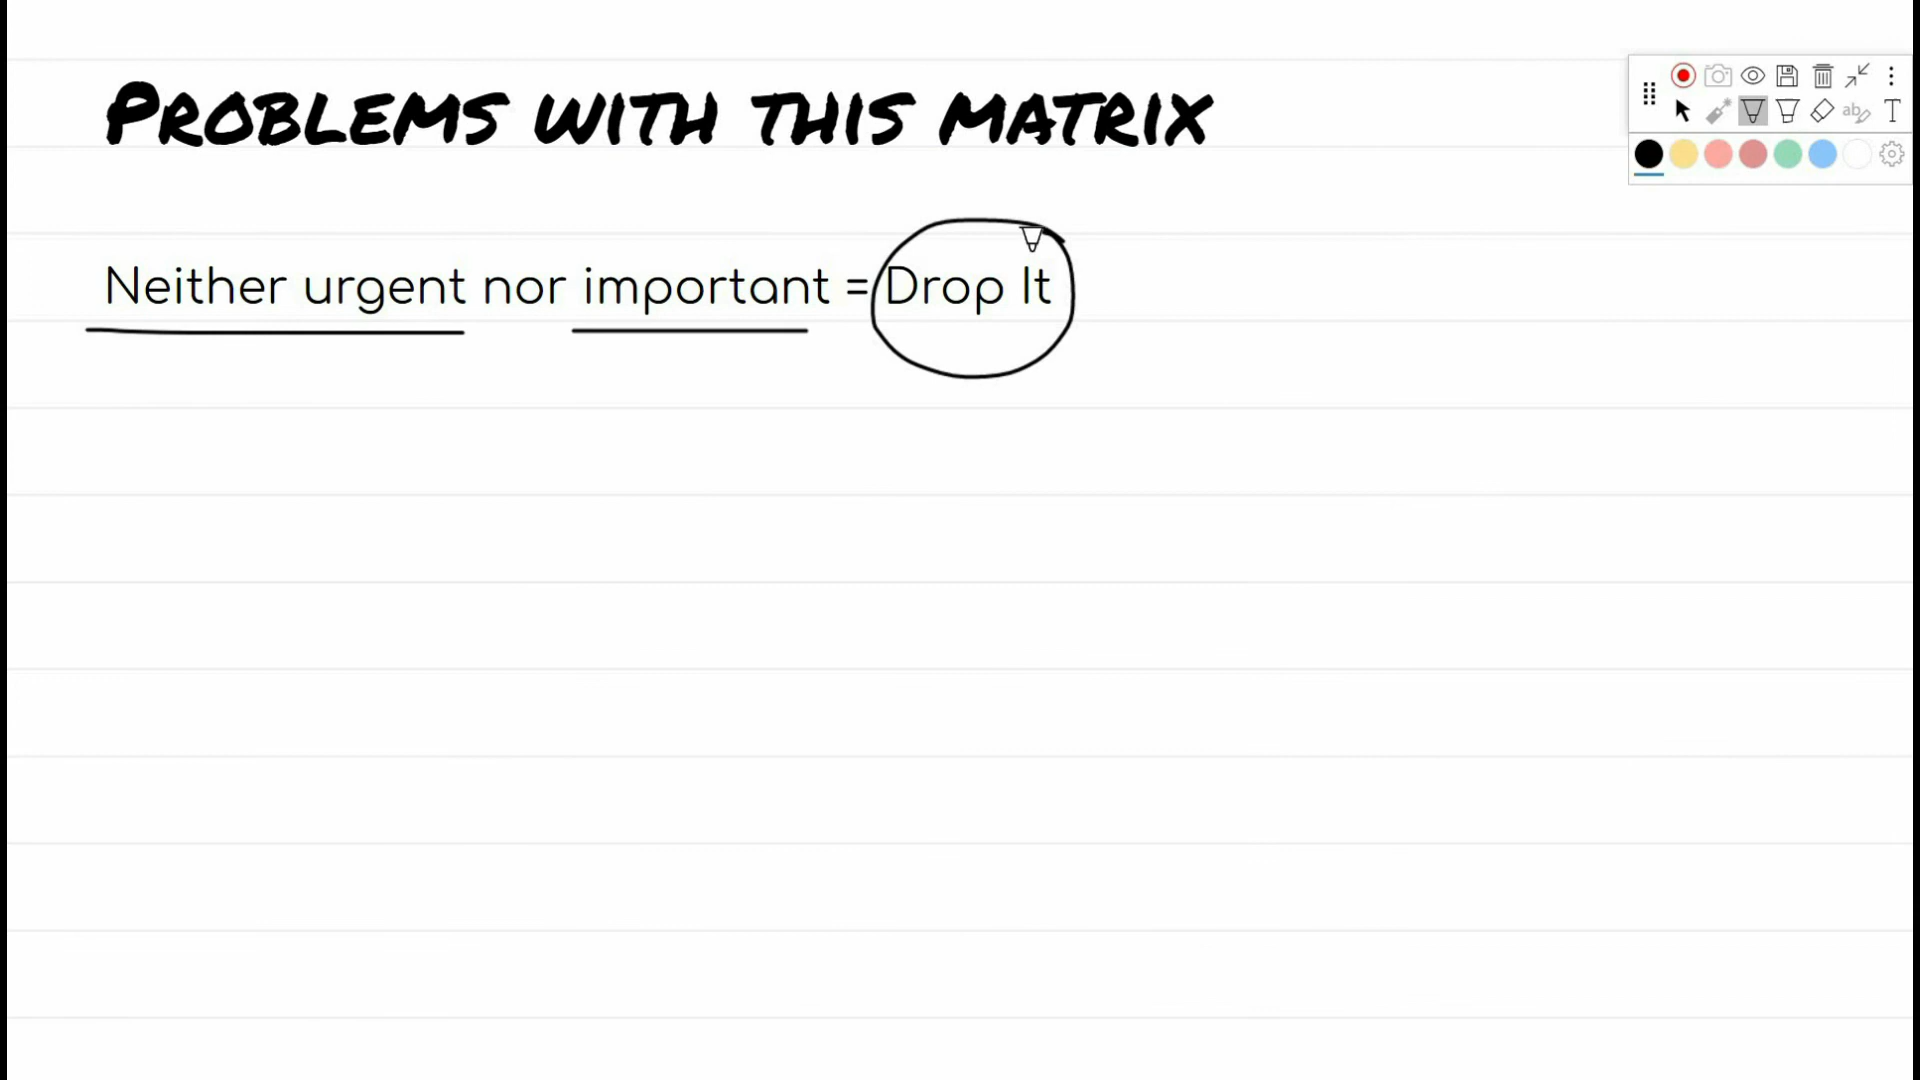 PROBLEMS WITH THIS MATRIX
Neither urgent nor important = Drop It